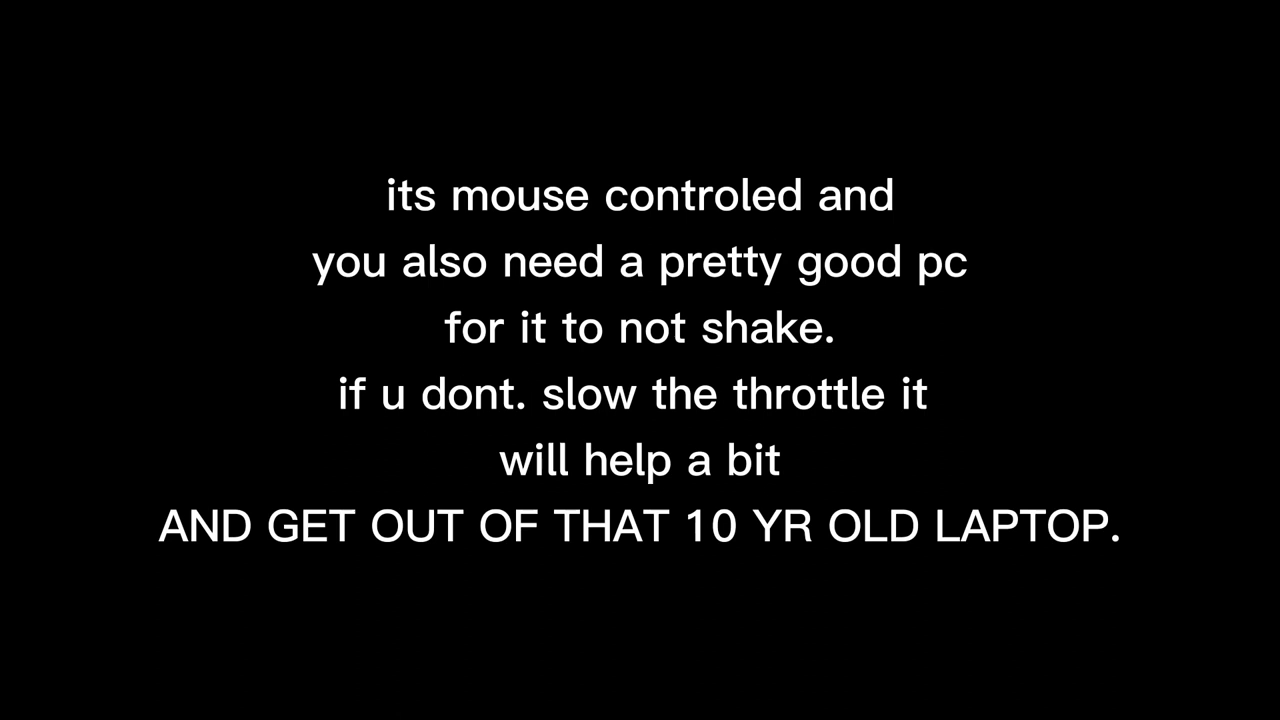 its mouse controled and
you also need a pretty good pc
for it to not shake.
if u dont. slow the throttle it
will help a bit
AND GET OUT OF THAT 10 YR OLD LAPTOP.